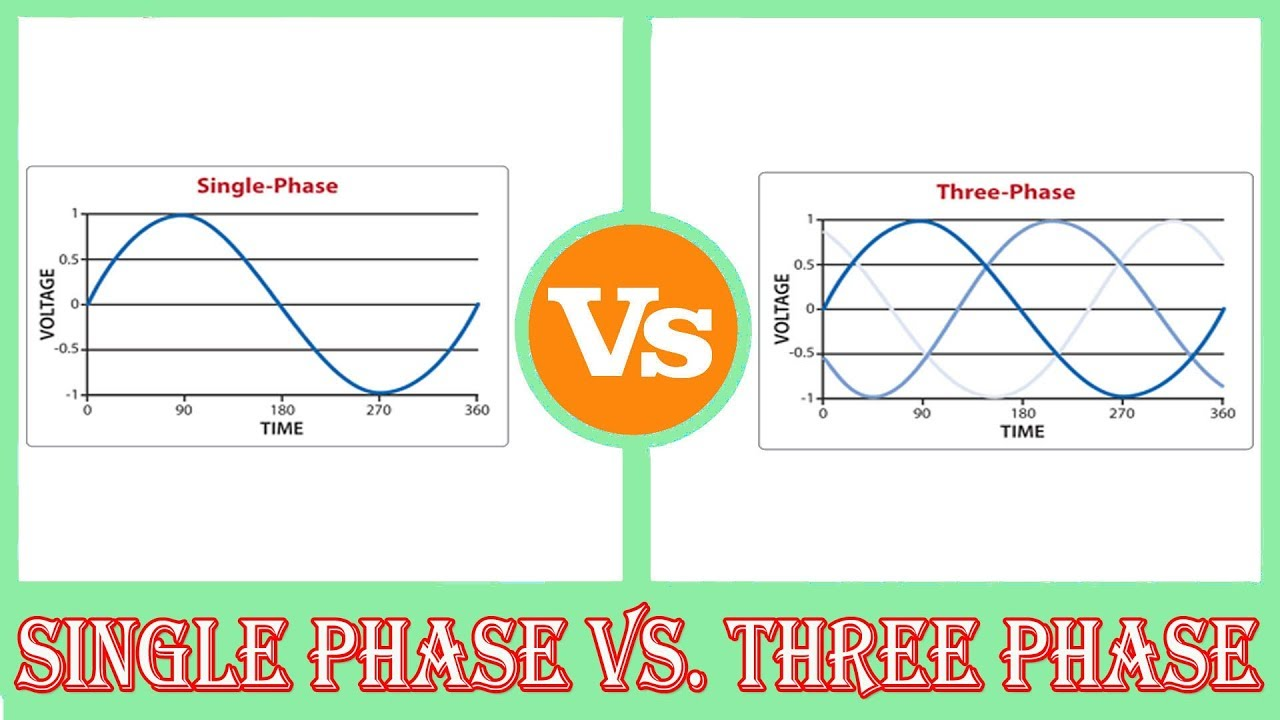 Single-Phase
1
0.5
0
-0.5
-1
VOLTAGE
0 90 180 270 360
TIME
Vs
Three-Phase
1
0.5
0
-0.5
-1
VOLTAGE
0 90 180 270 360
TIME
SINGLE PHASE VS. THREE PHASE